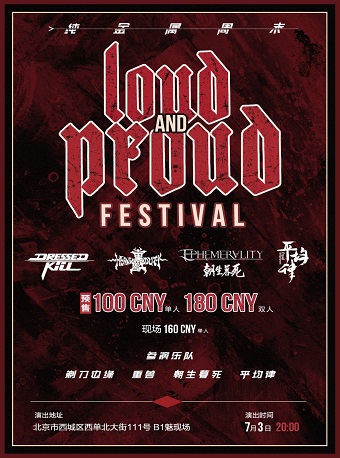 纯金属周末
loud
AND
proud
FESTIVAL
DRESSED KILL
EPHEMERALITY
朝生暮死
平均律
预售 100 CNY 单人 180 CNY 双人
现场 160 CNY 单人
参演乐队
剃刀边缘 重兽 朝生暮死 平均律
演出地址
北京市西城区西单北大街111号 B1魅现场
演出时间
7月3日 20:00